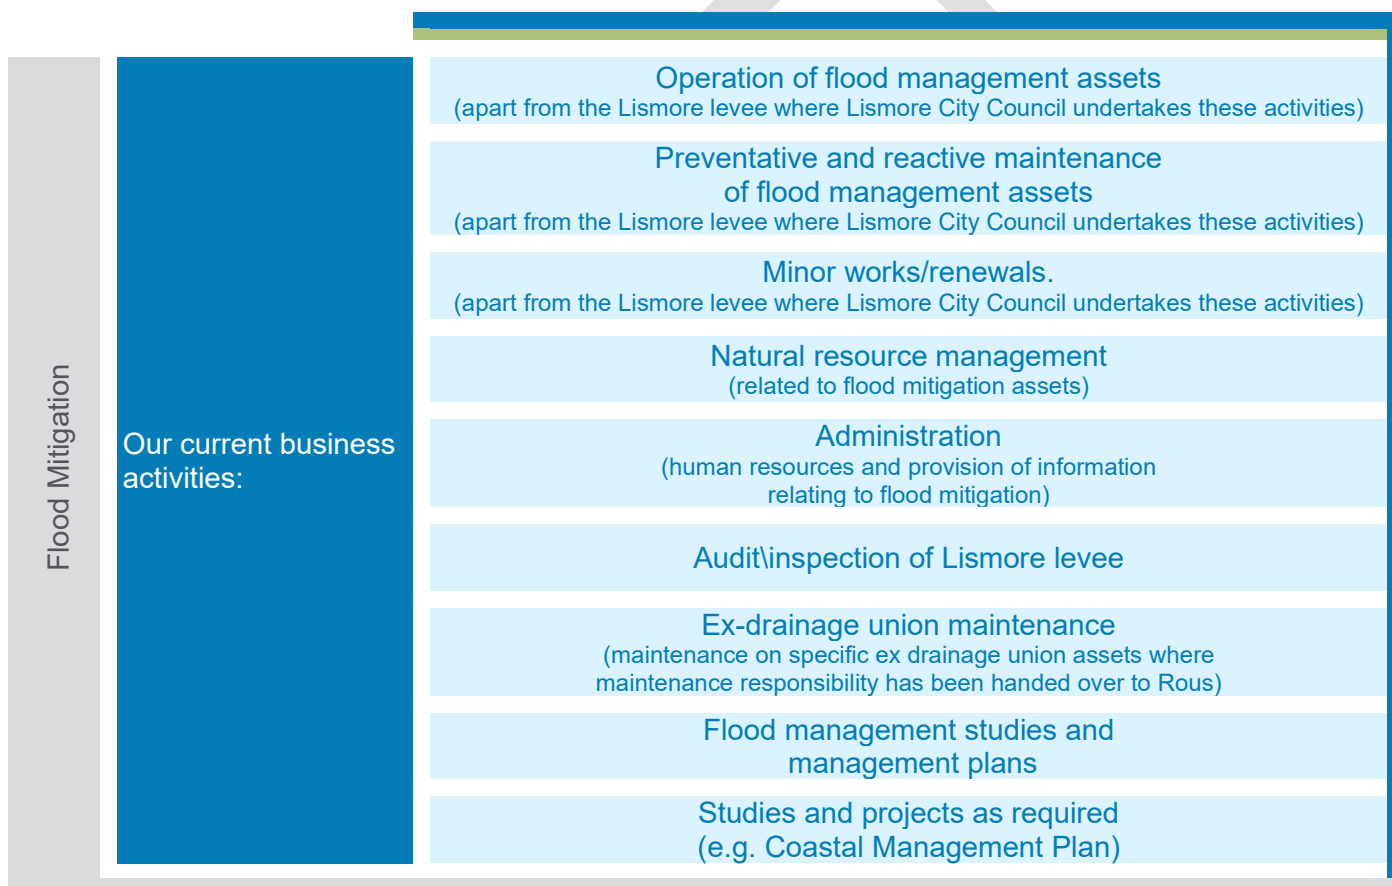 Flood Mitigation
Our current business
activities:
Operation of flood management assets
(apart from the Lismore levee where Lismore City Council undertakes these activities)
Preventative and reactive maintenance
of flood management assets
(apart from the Lismore levee where Lismore City Council undertakes these activities)
Minor works/renewals.
(apart from the Lismore levee where Lismore City Council undertakes these activities)
Natural resource management
(related to flood mitigation assets)
Administration
(human resources and provision of information
relating to flood mitigation)
Audit\inspection of Lismore levee
Ex-drainage union maintenance
(maintenance on specific ex drainage union assets where
maintenance responsibility has been handed over to Rous)
Flood management studies and
management plans
Studies and projects as required
(e.g. Coastal Management Plan)